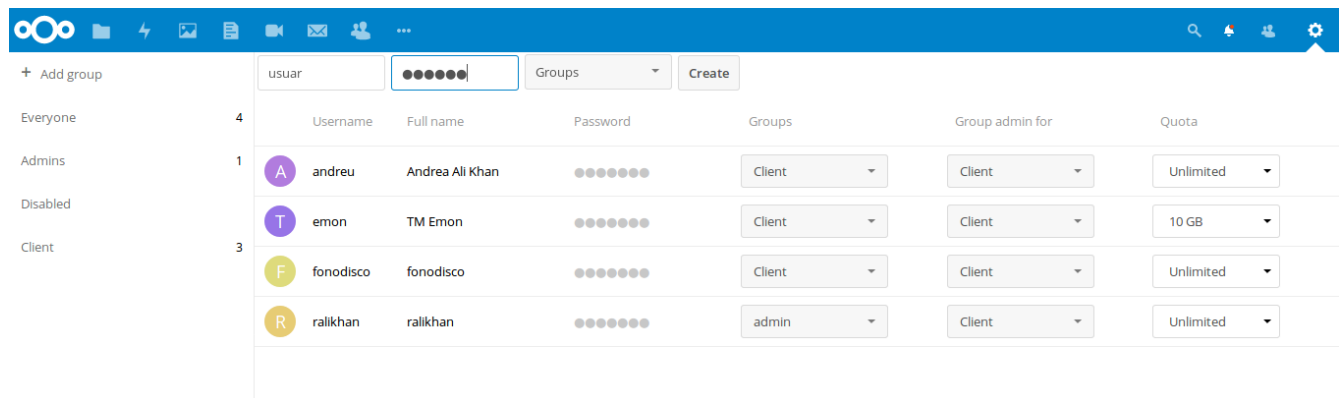 + Add group usuar ●●●●●● Groups Create
Everyone 4 Username Full name Password Groups Group admin for Quota
Admins 1 A andreu Andrea Ali Khan ●●●●●●● Client Client Unlimited
Disabled T emon TM Emon ●●●●●●● Client Client 10 GB
Client 3 F fonodisco fonodisco ●●●●●●● Client Client Unlimited
R ralikhan ralikhan ●●●●●●● admin Client Unlimited